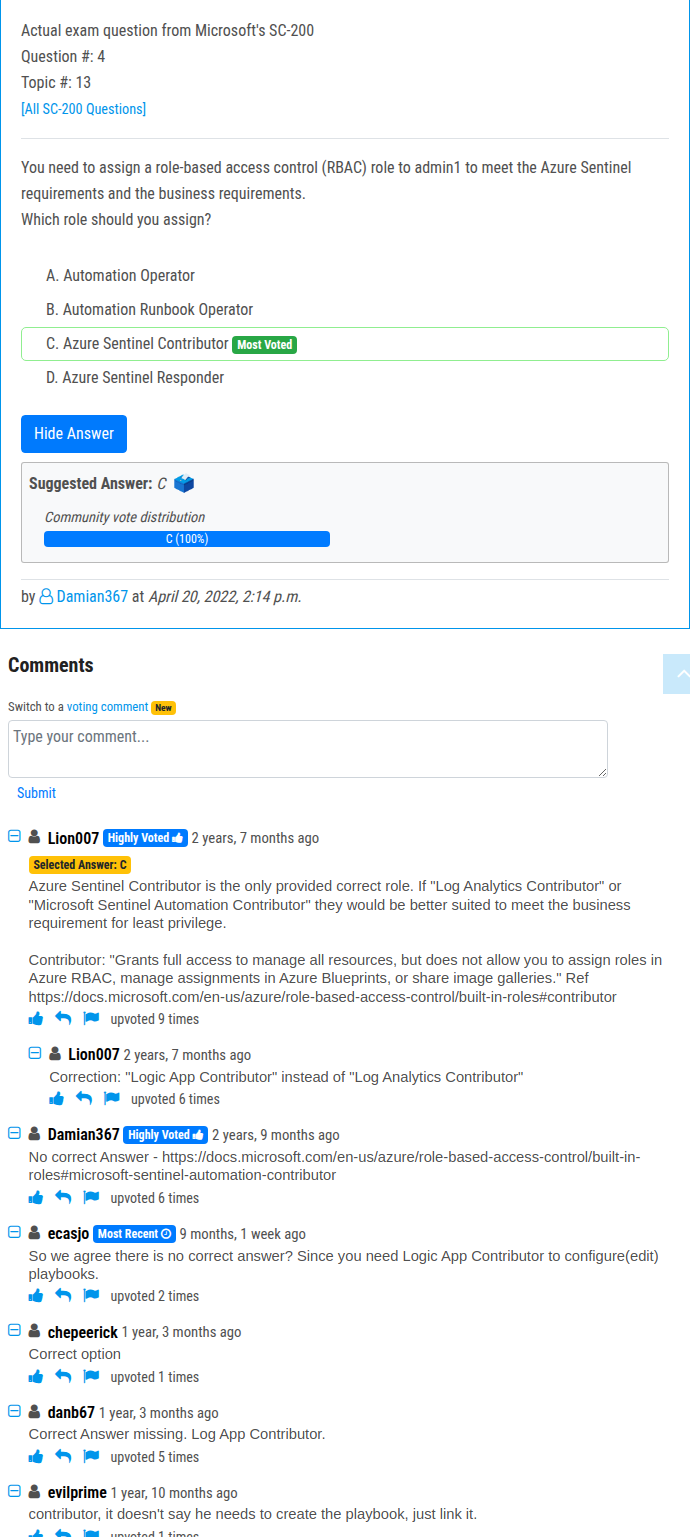 Actual exam question from Microsoft's SC-200
Question #: 4
Topic #: 13
[All SC-200 Questions]
You need to assign a role-based access control (RBAC) role to admin1 to meet the Azure Sentinel
requirements and the business requirements.
Which role should you assign?
A. Automation Operator
B. Automation Runbook Operator
C. Azure Sentinel Contributor Most Voted
D. Azure Sentinel Responder
Hide Answer
Suggested Answer: C
Community vote distribution
C (100%)
by Damian367 at April 20, 2022, 2:14 p.m.
Comments
Switch to a voting comment New
Type your comment...
Submit
Lion007 Highly Voted 2 years, 7 months ago
Selected Answer: C
Azure Sentinel Contributor is the only provided correct role. If "Log Analytics Contributor" or
"Microsoft Sentinel Automation Contributor" they would be better suited to meet the business
requirement for least privilege.
Contributor: "Grants full access to manage all resources, but does not allow you to assign roles in
Azure RBAC, manage assignments in Azure Blueprints, or share image galleries." Ref
https://docs.microsoft.com/en-us/azure/role-based-access-control/built-in-roles#contributor
upvoted 9 times
Lion007 2 years, 7 months ago
Correction: "Logic App Contributor" instead of "Log Analytics Contributor"
upvoted 6 times
Damian367 Highly Voted 2 years, 9 months ago
No correct Answer - https://docs.microsoft.com/en-us/azure/role-based-access-control/built-in-
roles#microsoft-sentinel-automation-contributor
upvoted 6 times
ecasjo Most Recent 9 months, 1 week ago
So we agree there is no correct answer? Since you need Logic App Contributor to configure(edit)
playbooks.
upvoted 2 times
chepeerick 1 year, 3 months ago
Correct option
upvoted 1 times
danb67 1 year, 3 months ago
Correct Answer missing. Log App Contributor.
upvoted 5 times
evilprime 1 year, 10 months ago
contributor, it doesn't say he needs to create the playbook, just link it.
upvoted 1 times